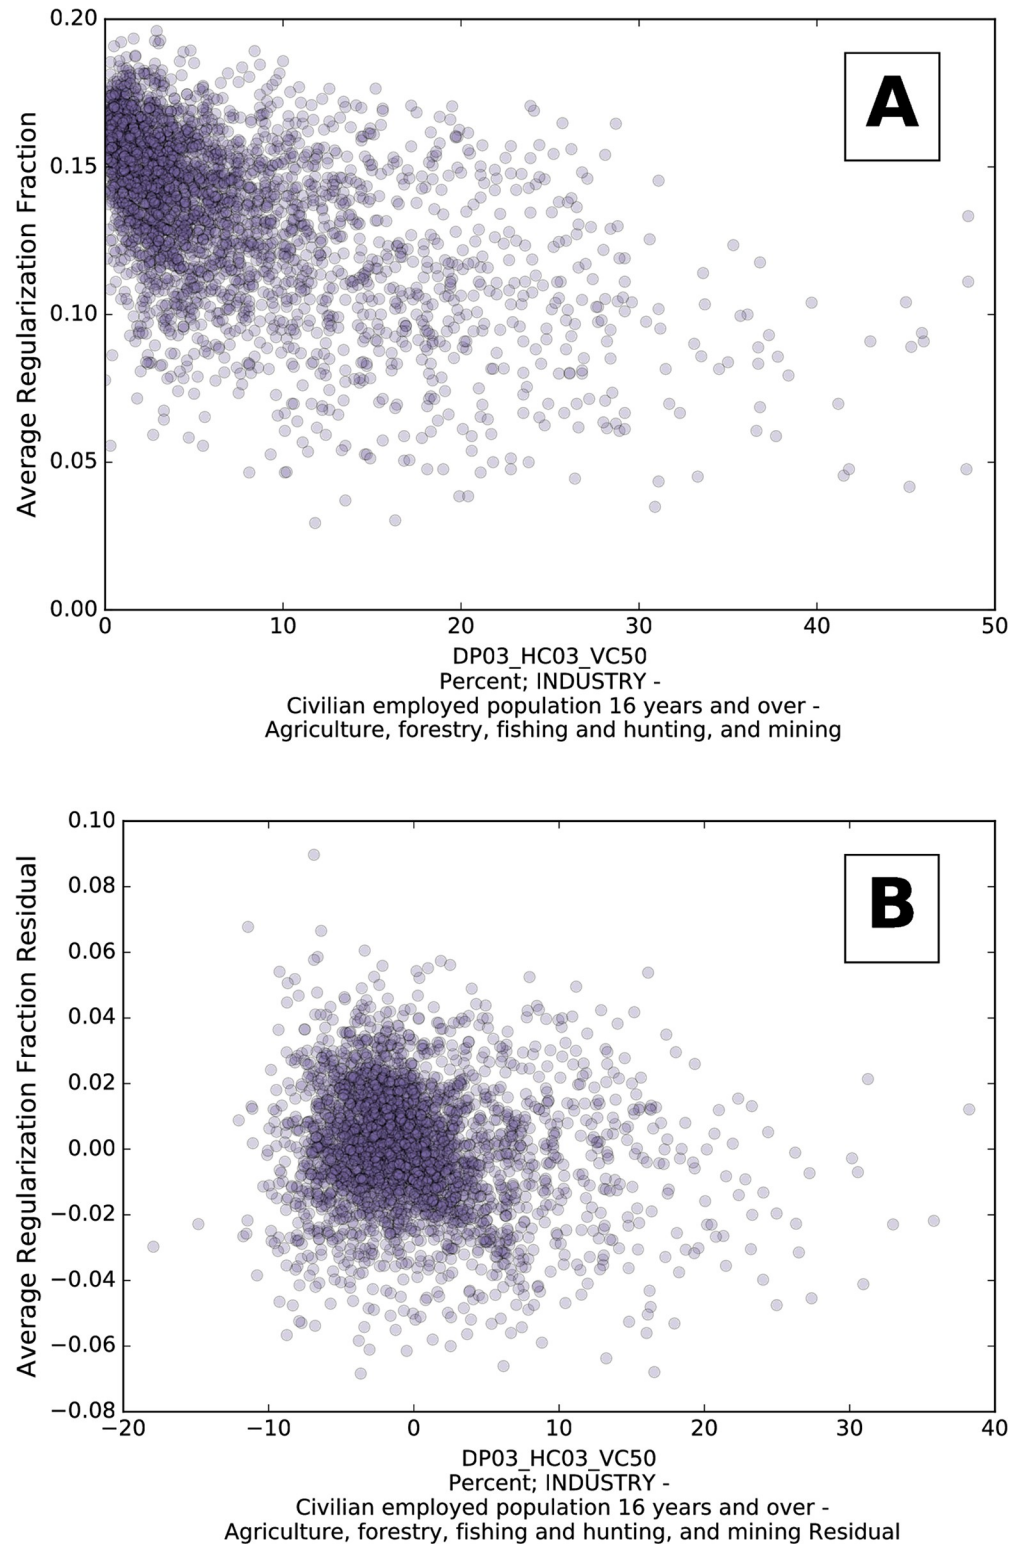 0.20
A
0.15
Average Regularization Fraction
0.10
0.05
0.00
0 10 20 30 40 50
DP03_HC03_VC50
Percent; INDUSTRY -
Civilian employed population 16 years and over -
Agriculture, forestry, fishing and hunting, and mining
0.10
B
0.08
0.06
0.04
0.02
Average Regularization Fraction Residual
0.00
−0.02
−0.04
−0.06
−0.08
−20 −10 0 10 20 30 40
DP03_HC03_VC50
Percent; INDUSTRY -
Civilian employed population 16 years and over -
Agriculture, forestry, fishing and hunting, and mining Residual